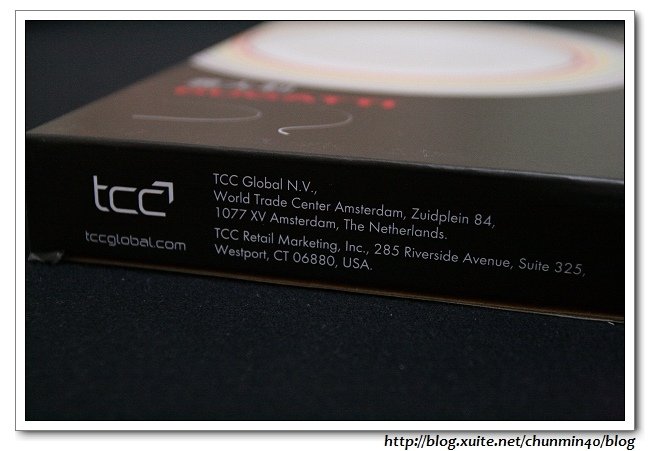 tcc
tccglobal.com
TCC Global N.V.,
World Trade Center Amsterdam, Zuidplein 84,
1077 XV Amsterdam, The Netherlands.
TCC Retail Marketing, Inc., 285 Riverside Avenue, Suite 325,
Westport, CT 06880, USA.
http://blog.xuite.net/chunmin40/blog